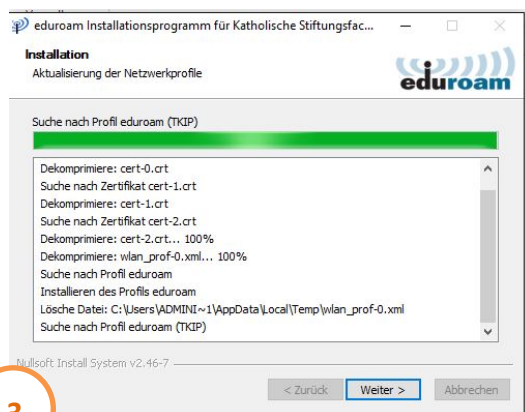 eduroam Installationsprogramm für Katholische Stiftungsfac...
Installation
Aktualisierung der Netzwerkprofile
eduroam
Suche nach Profil eduroam (TKIP)
Dekomprimiere: cert-0.crt
Suche nach Zertifikat cert-1.crt
Dekomprimiere: cert-1.crt
Suche nach Zertifikat cert-2.crt
Dekomprimiere: cert-2.crt... 100%
Dekomprimiere: wlan_prof-0.xml... 100%
Suche nach Profil eduroam
Installieren des Profils eduroam
Lösche Datei: C:\Users\ADMINI~1\AppData\Local\Temp\wlan_prof-0.xml
Suche nach Profil eduroam (TKIP)
Nullsoft Install System v2.46-7
< Zurück Weiter > Abbrechen
3